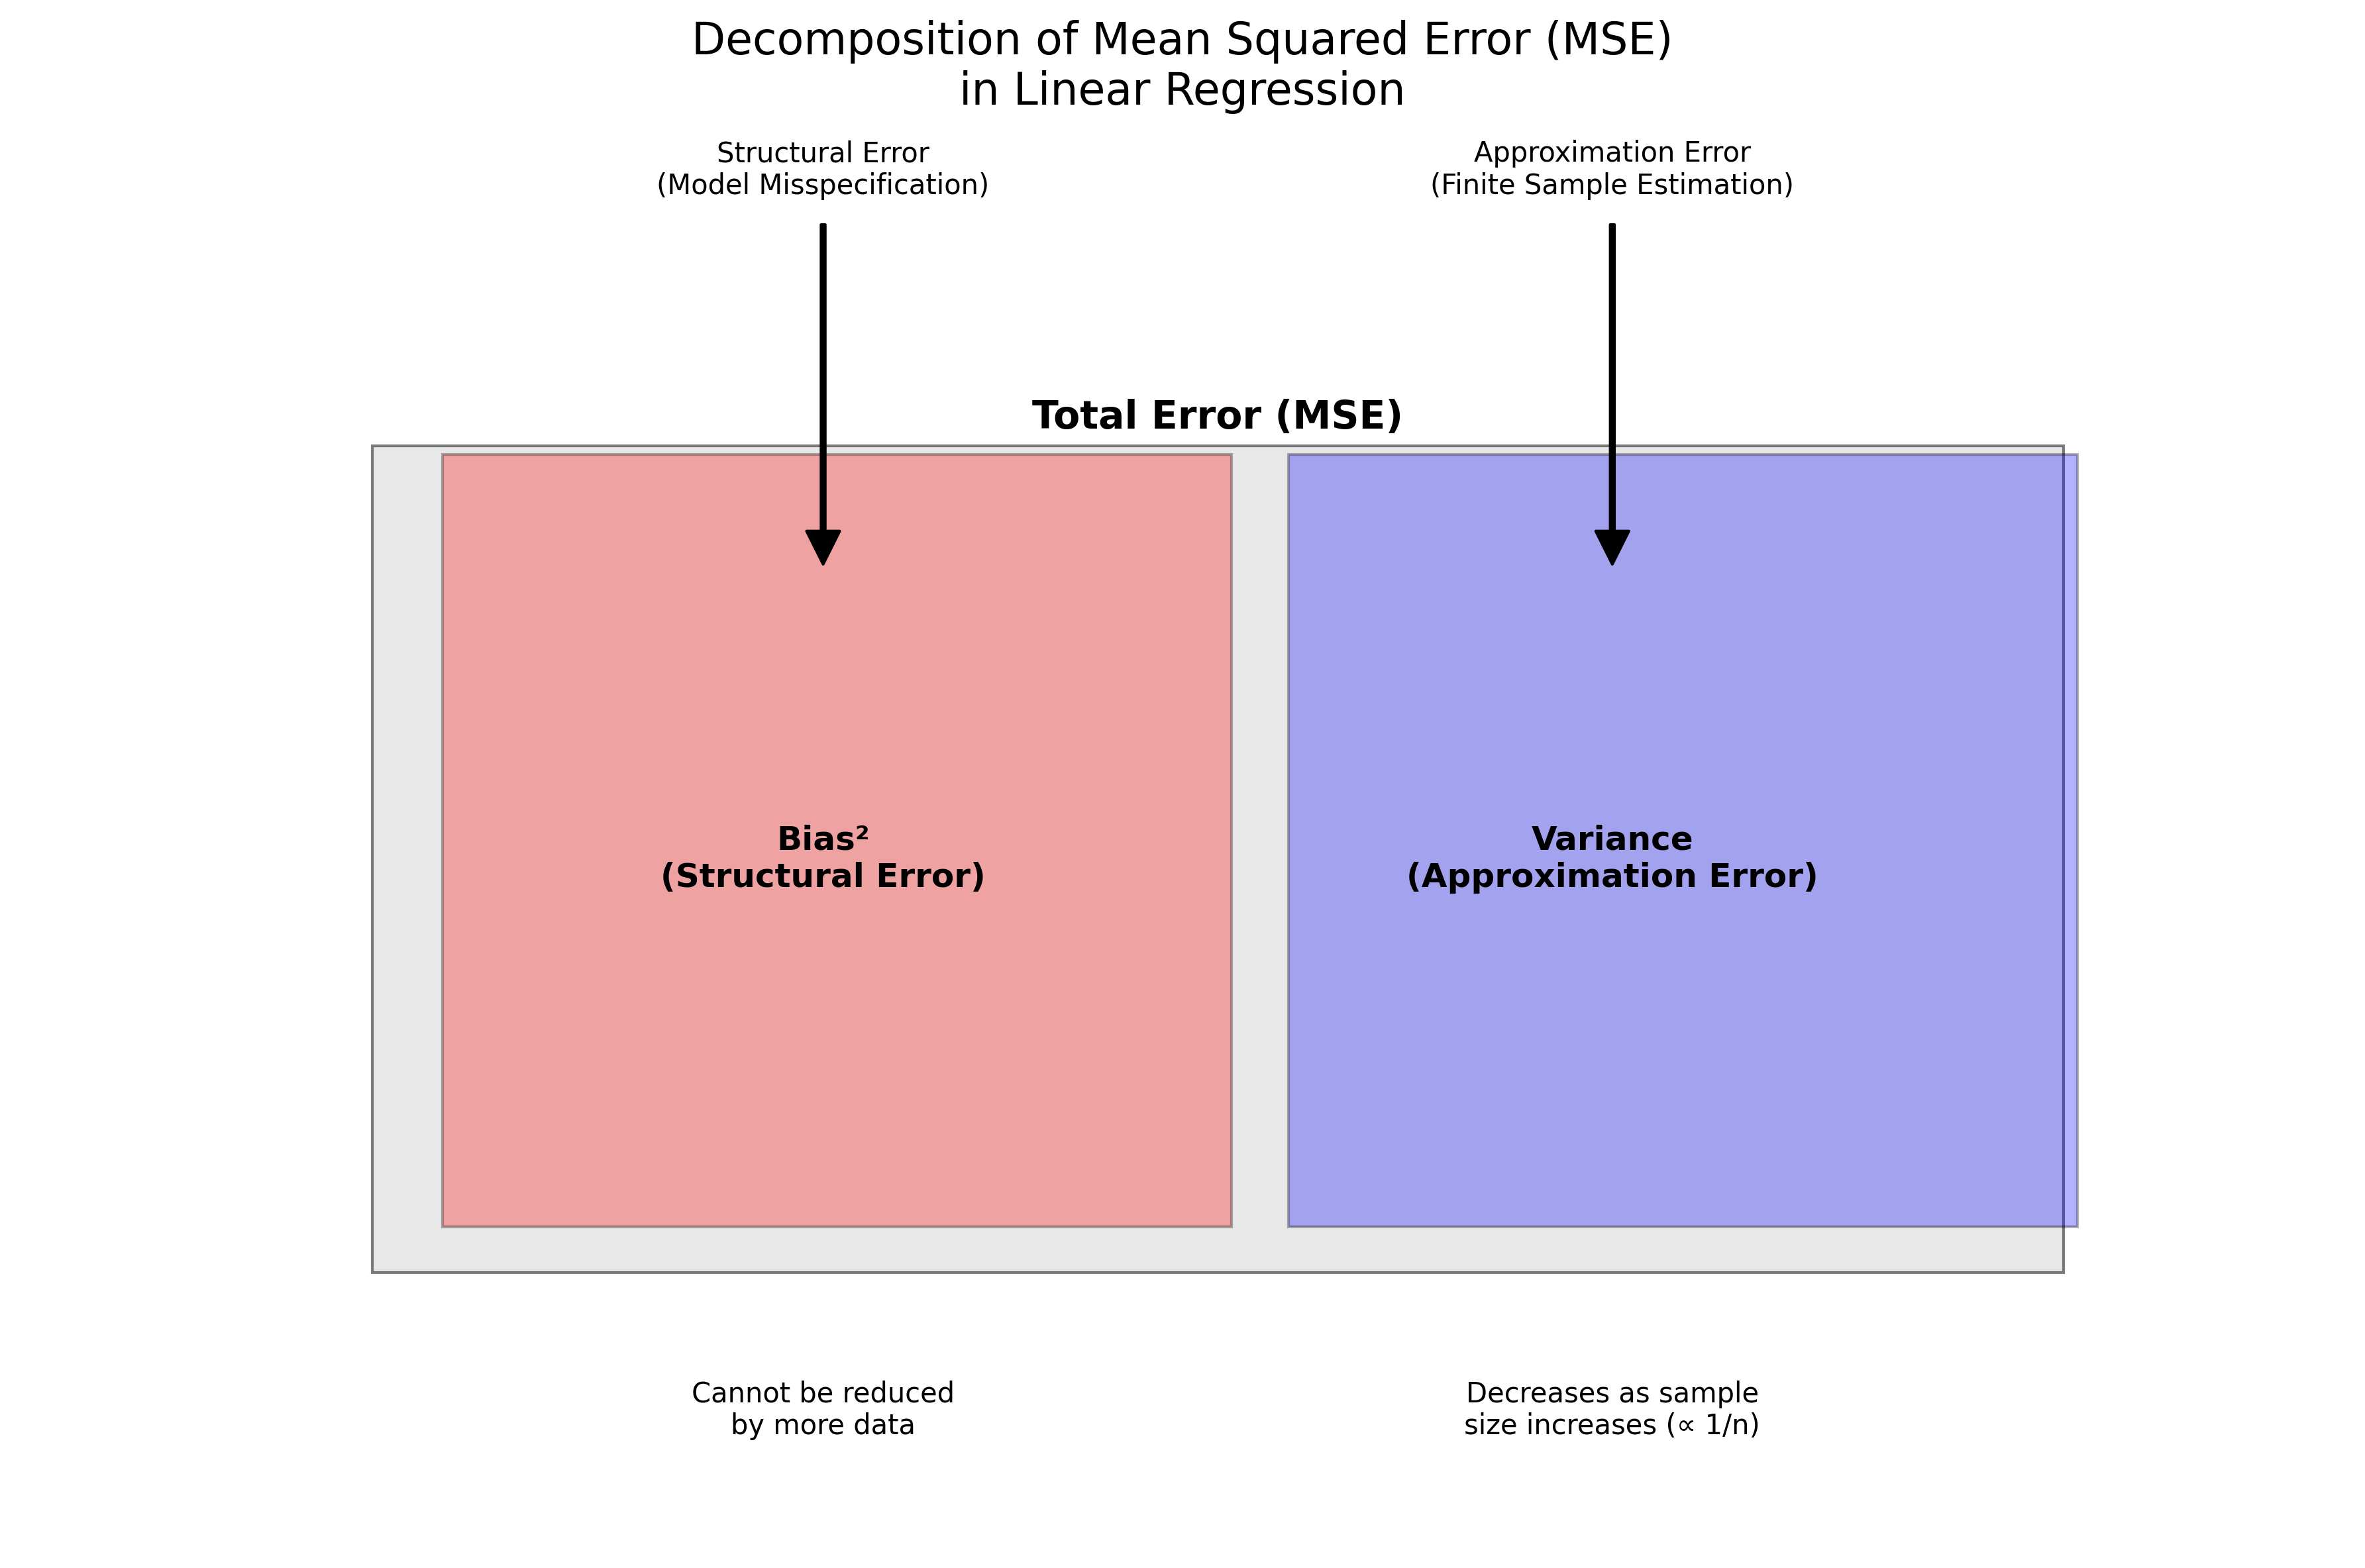 Decomposition of Mean Squared Error (MSE)
in Linear Regression
Structural Error
(Model Misspecification)
Approximation Error
(Finite Sample Estimation)
Total Error (MSE)
Bias²
(Structural Error)
Variance
(Approximation Error)
Cannot be reduced
by more data
Decreases as sample
size increases (∝ 1/n)